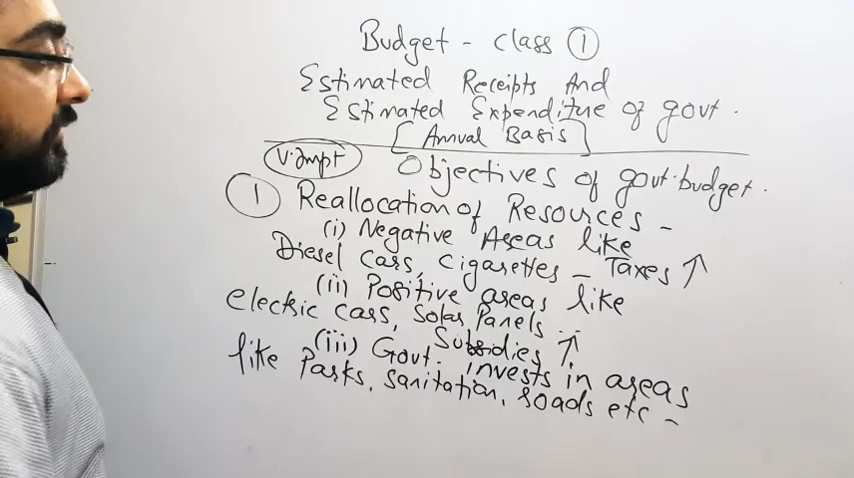 Budget - class ①
Estimated Receipts And
Estimated Expenditure of govt.
[Annual Basis]
V. Impt Objectives of govt. budget.
① Reallocation of Resources -
(i) Negative Areas like
Diesel cars, cigarettes - Taxes ↑
(ii) Positive areas like
electric cars, Solar Panels ..
Subsidies ↑
(iii) Govt. invests in areas
like Parks, Sanitation, roads etc -